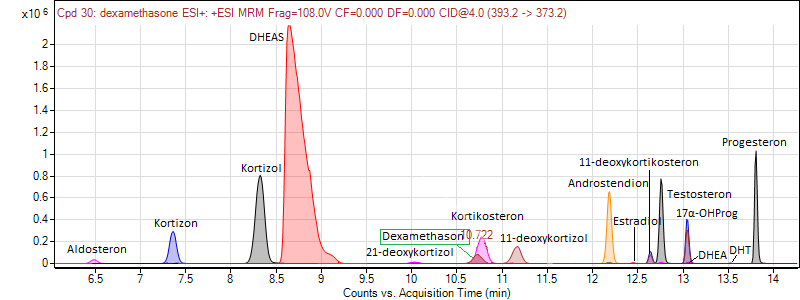 Cpd 30: dexamethasone ESI+: +ESI MRM Frag=108.0V CF=0.000 DF=0.000 CID@4.0 (393.2 -> 373.2)
x10 6
2
1.8
1.6
1.4
1.2
1
0.8
0.6
0.4
0.2
0
DHEAS
Kortizol
Kortizon
Aldosteron
Dexamethason
10.722
21-deoxykortizol
Kortikosteron
11-deoxykortizol
Androstendion
11-deoxykortikosteron
Estradiol
Testosteron
17α-OHProg
DHEA
DHT
Progesteron
6.5 7 7.5 8 8.5 9 9.5 10 10.5 11 11.5 12 12.5 13 13.5 14
Counts vs. Acquisition Time (min)